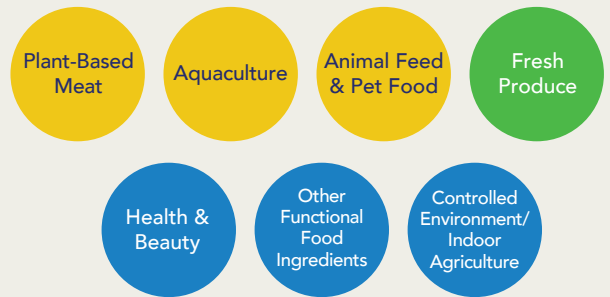 Plant-Based
Meat
Aquaculture
Animal Feed
& Pet Food
Fresh
Produce
Health &
Beauty
Other
Functional
Food
Ingredients
Controlled
Environment/
Indoor
Agriculture